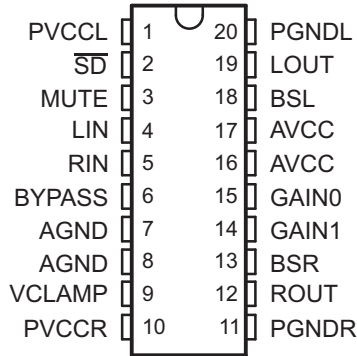 PVCCL 1 20 PGNDL
SD 2 19 LOUT
MUTE 3 18 BSL
LIN 4 17 AVCC
RIN 5 16 AVCC
BYPASS 6 15 GAIN0
AGND 7 14 GAIN1
AGND 8 13 BSR
VCLAMP 9 12 ROUT
PVCCR 10 11 PGNDR